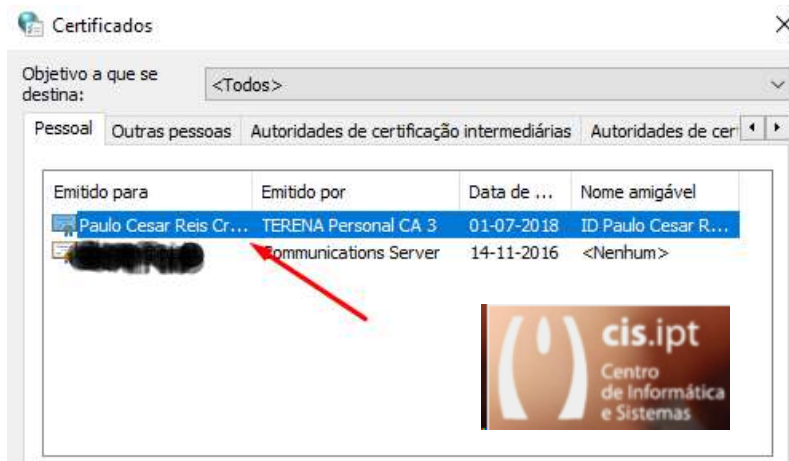 Certificados
Objetivo a que se
destina:
<Todos>
Pessoal Outras pessoas Autoridades de certificação intermediárias Autoridades de cer
Emitido para Emitido por Data de ... Nome amigável
Paulo Cesar Reis Cr... TERENA Personal CA 3 01-07-2018 ID Paulo Cesar R...
Communications Server 14-11-2016 <Nenhum>
cis.ipt
Centro
de Informática
e Sistemas